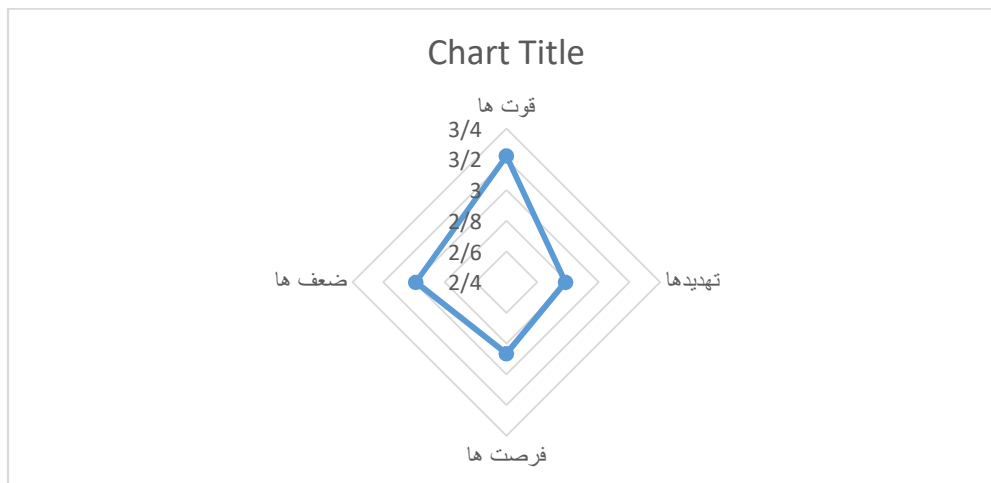 Chart Title
قوت ها
3/4
3/2
3
2/8
2/6
2/4
ضعف ها
تهدیدها
فرصت ها